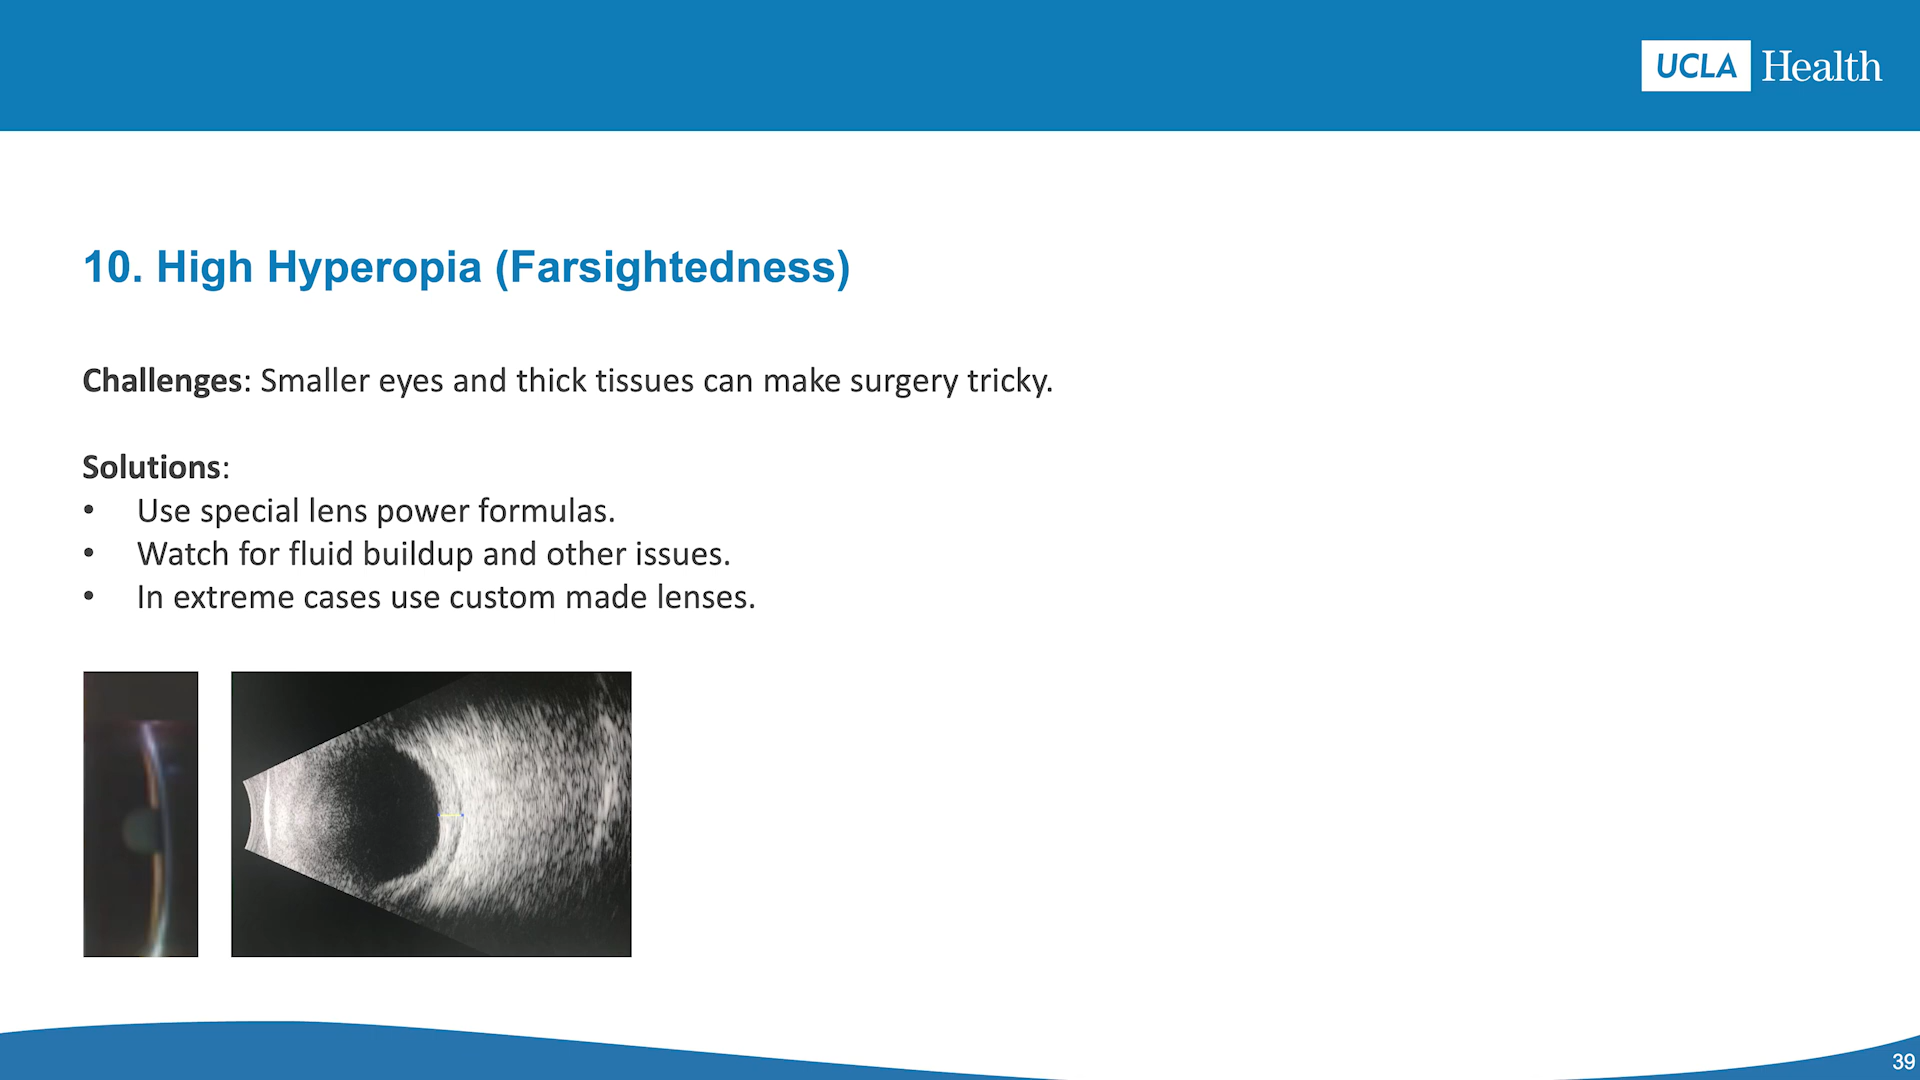 UCLA Health
10. High Hyperopia (Farsightedness)
Challenges: Smaller eyes and thick tissues can make surgery tricky.
Solutions:
• Use special lens power formulas.
• Watch for fluid buildup and other issues.
• In extreme cases use custom made lenses.
39